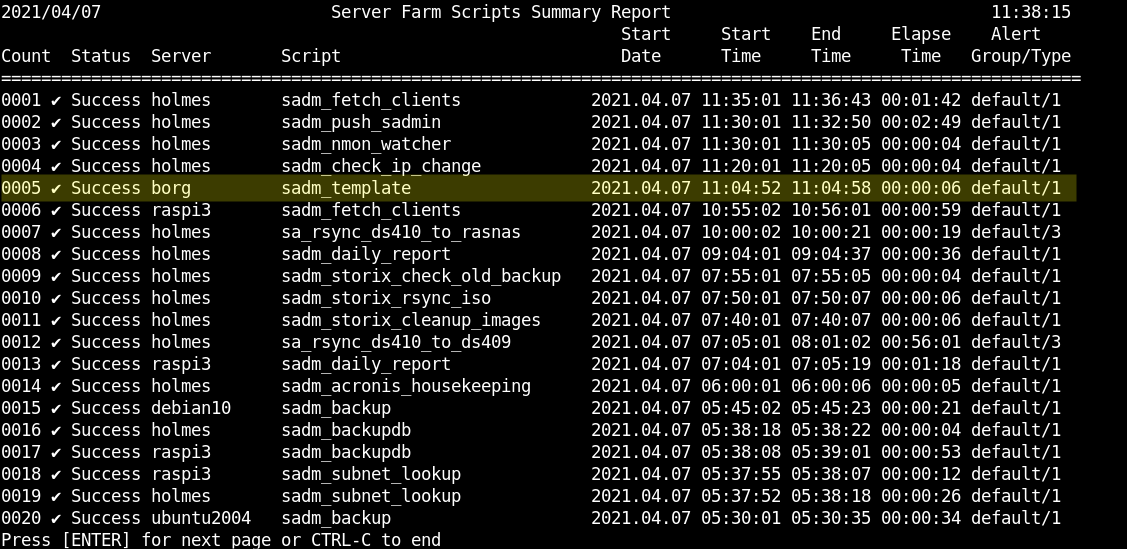 2021/04/07                       Server Farm Scripts Summary Report                                11:38:15
                                                              Start     Start    End     Elapse    Alert
Count  Status  Server       Script                            Date      Time     Time     Time   Group/Type
============================================================================================================
0001 ✔ Success holmes       sadm_fetch_clients             2021.04.07 11:35:01 11:36:43 00:01:42 default/1
0002 ✔ Success holmes       sadm_push_sadmin               2021.04.07 11:30:01 11:32:50 00:02:49 default/1
0003 ✔ Success holmes       sadm_nmon_watcher              2021.04.07 11:30:01 11:30:05 00:00:04 default/1
0004 ✔ Success holmes       sadm_check_ip_change           2021.04.07 11:20:01 11:20:05 00:00:04 default/1
0005 ✔ Success borg         sadm_template                  2021.04.07 11:04:52 11:04:58 00:00:06 default/1
0006 ✔ Success raspi3       sadm_fetch_clients             2021.04.07 10:55:02 10:56:01 00:00:59 default/1
0007 ✔ Success holmes       sa_rsync_ds410_to_rasnas       2021.04.07 10:00:02 10:00:21 00:00:19 default/3
0008 ✔ Success holmes       sadm_daily_report              2021.04.07 09:04:01 09:04:37 00:00:36 default/1
0009 ✔ Success holmes       sadm_storix_check_old_backup   2021.04.07 07:55:01 07:55:05 00:00:04 default/1
0010 ✔ Success holmes       sadm_storix_rsync_iso          2021.04.07 07:50:01 07:50:07 00:00:06 default/1
0011 ✔ Success holmes       sadm_storix_cleanup_images     2021.04.07 07:40:01 07:40:07 00:00:06 default/1
0012 ✔ Success holmes       sa_rsync_ds410_to_ds409        2021.04.07 07:05:01 08:01:02 00:56:01 default/3
0013 ✔ Success raspi3       sadm_daily_report              2021.04.07 07:04:01 07:05:19 00:01:18 default/1
0014 ✔ Success holmes       sadm_acronis_housekeeping      2021.04.07 06:00:01 06:00:06 00:00:05 default/1
0015 ✔ Success debian10     sadm_backup                    2021.04.07 05:45:02 05:45:23 00:00:21 default/1
0016 ✔ Success holmes       sadm_backupdb                  2021.04.07 05:38:18 05:38:22 00:00:04 default/1
0017 ✔ Success raspi3       sadm_backupdb                  2021.04.07 05:38:08 05:39:01 00:00:53 default/1
0018 ✔ Success raspi3       sadm_subnet_lookup             2021.04.07 05:37:55 05:38:07 00:00:12 default/1
0019 ✔ Success holmes       sadm_subnet_lookup             2021.04.07 05:37:52 05:38:18 00:00:26 default/1
0020 ✔ Success ubuntu2004   sadm_backup                    2021.04.07 05:30:01 05:30:35 00:00:34 default/1
Press [ENTER] for next page or CTRL-C to end